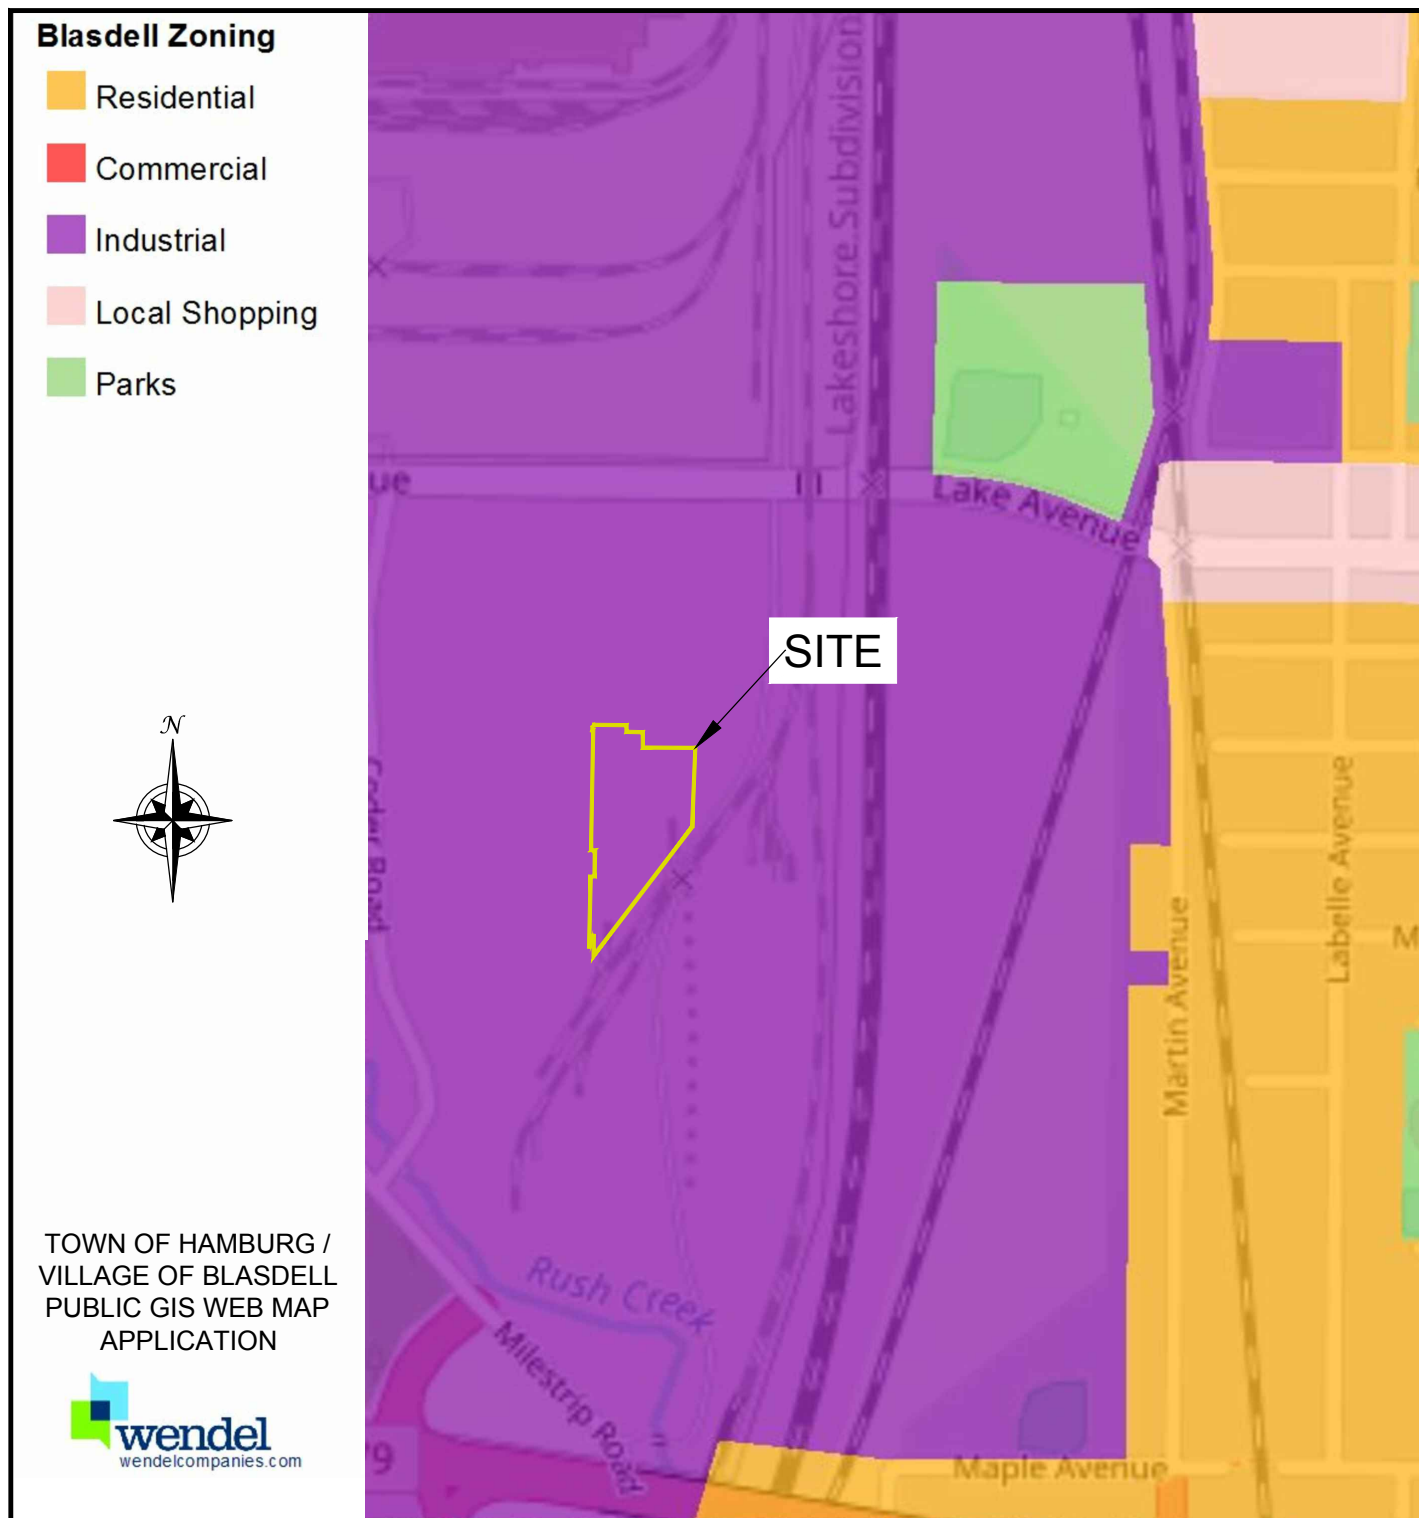 Blasdell Zoning
Residential
Commercial
Industrial
Local Shopping
Parks
N
TOWN OF HAMBURG /
VILLAGE OF BLASDELL
PUBLIC GIS WEB MAP
APPLICATION
wendel
wendelcompanies.com
Lakeshore Subdivision
ue
Lake Avenue
SITE
Road
Labelle Avenue
M
Martin Avenue
Rush Creek
Milestrip Road
79
Maple Avenue